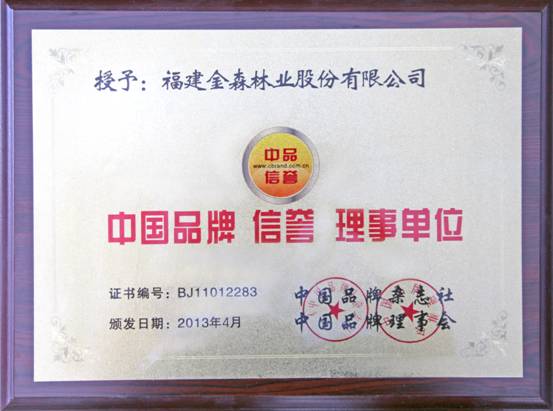 授予：福建金森林业股份有限公司
中品
www.cbrand.com.cn
信誉
中国品牌 信誉 理事单位
证书编号：BJ11012283
中国品牌杂志社
颁发日期：2013年4月
中国品牌理事会